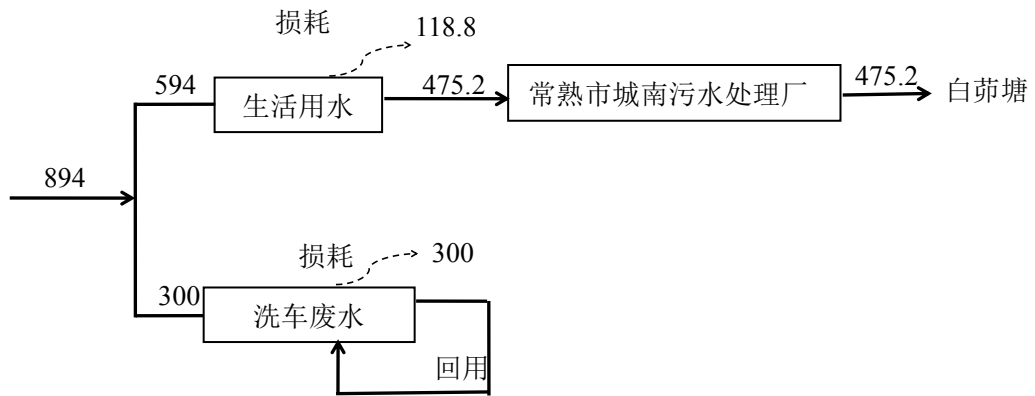 损耗
118.8
594
生活用水
475.2
常熟市城南污水处理厂
475.2
白茆塘
894
损耗
300
300
洗车废水
回用